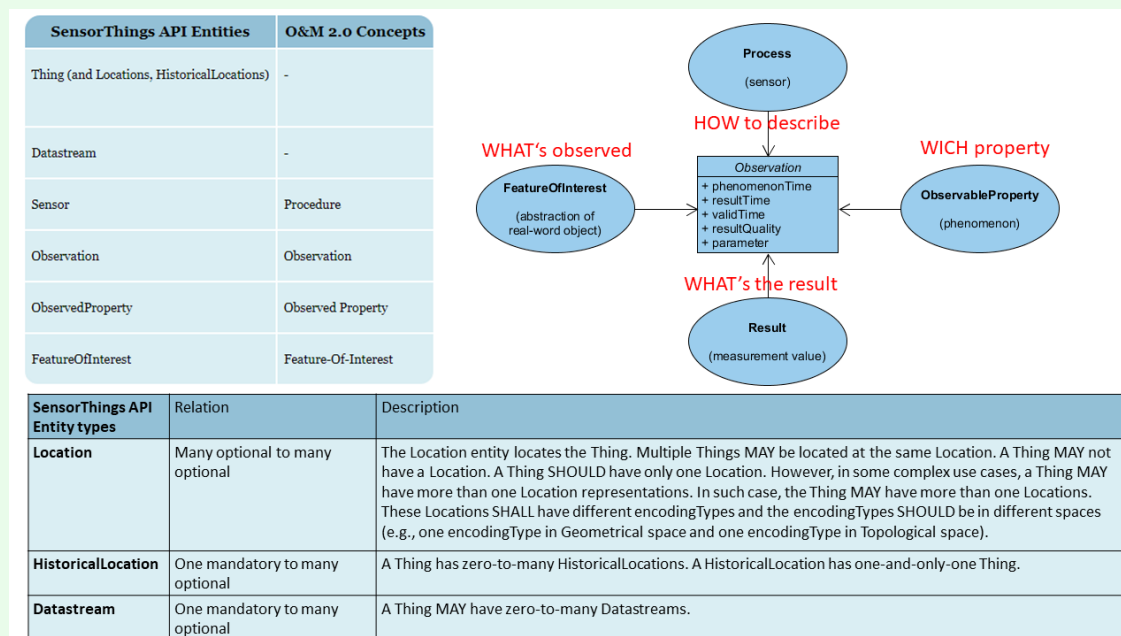 SensorThings API Entities O&M 2.0 Concepts
Thing (and Locations, HistoricalLocations) -
Datastream -
Sensor Procedure
Observation Observation
ObservedProperty Observed Property
FeatureOfInterest Feature-Of-Interest
Process
(sensor)
HOW to describe
WHAT's observed
WICH property
FeatureOfInterest
(abstraction of
real-word object)
Observation
+ phenomenonTime
+ resultTime
+ validTime
+ resultQuality
+ parameter
ObservableProperty
(phenomenon)
WHAT's the result
Result
(measurement value)
SensorThings API
Entity types
Relation
Description
Location
Many optional to many
optional
The Location entity locates the Thing. Multiple Things MAY be located at the same Location. A Thing MAY not
have a Location. A Thing SHOULD have only one Location. However, in some complex use cases, a Thing MAY
have more than one Location representations. In such case, the Thing MAY have more than one Locations.
These Locations SHALL have different encodingTypes and the encodingTypes SHOULD be in different spaces
(e.g., one encodingType in Geometrical space and one encodingType in Topological space).
HistoricalLocation
One mandatory to many
optional
A Thing has zero-to-many HistoricalLocations. A HistoricalLocation has one-and-only-one Thing.
Datastream
One mandatory to many
optional
A Thing MAY have zero-to-many Datastreams.